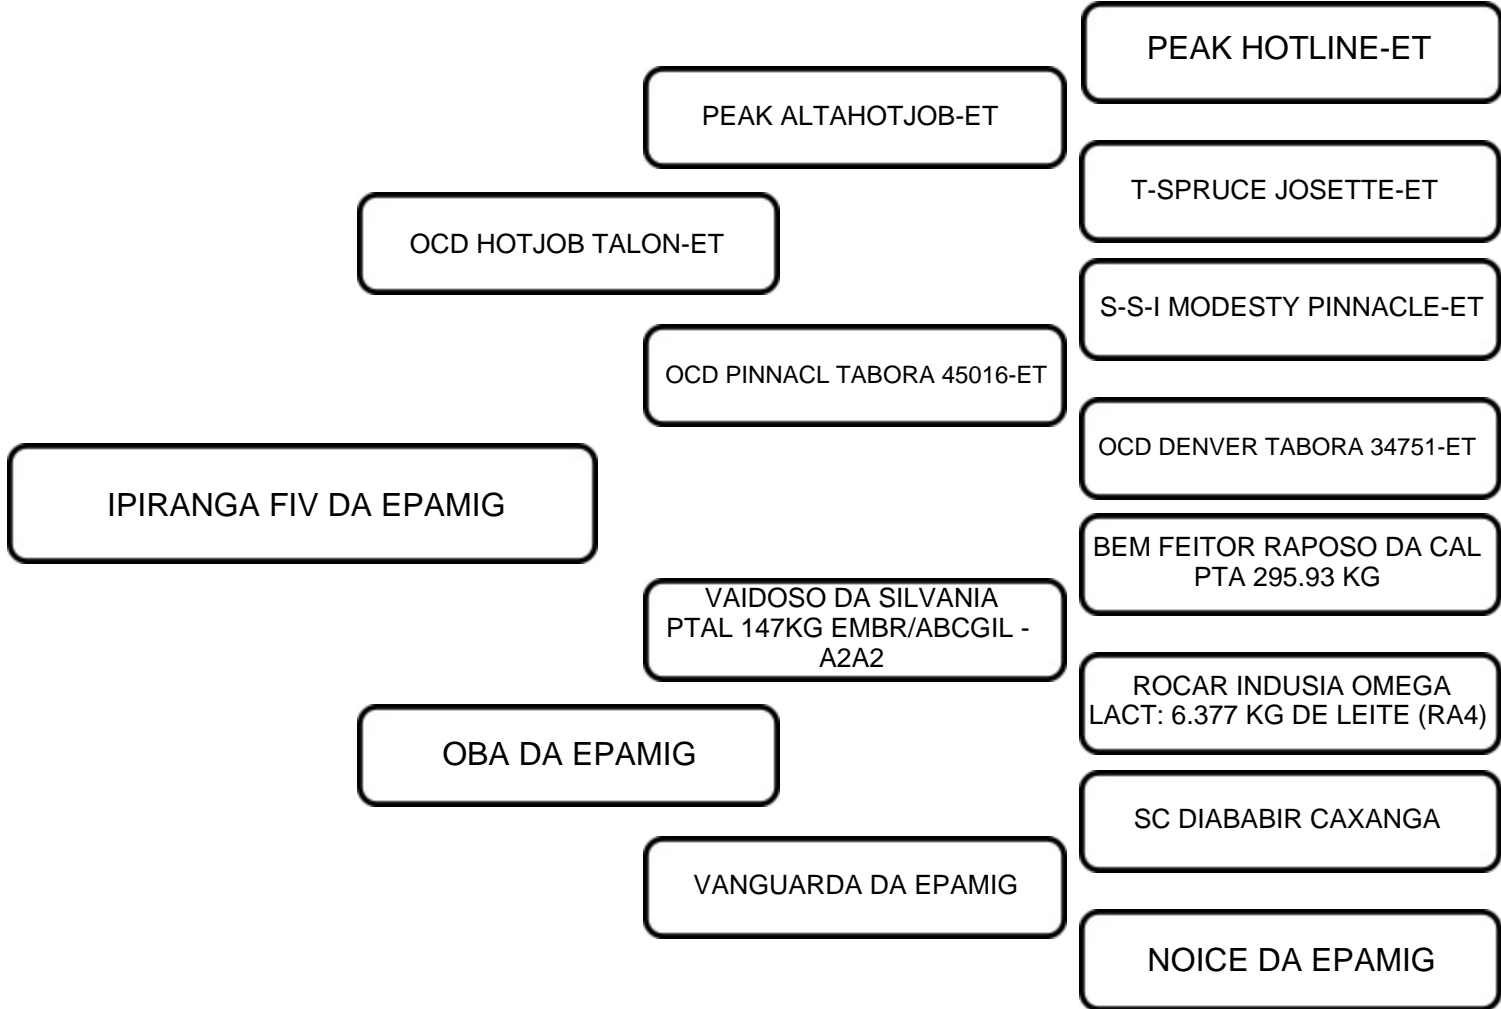 PEAK HOTLINE-ET
PEAK ALTAHOTJOB-ET
T-SPRUCE JOSETTE-ET
OCD HOTJOB TALON-ET
S-S-I MODESTY PINNACLE-ET
OCD PINNACL TABORA 45016-ET
OCD DENVER TABORA 34751-ET
IPIRANGA FIV DA EPAMIG
BEM FEITOR RAPOSO DA CAL
PTA 295.93 KG
VAIDOSO DA SILVANIA
PTAL 147KG EMBR/ABCGIL -
A2A2
ROCAR INDUSIA OMEGA
LACT: 6.377 KG DE LEITE (RA4)
OBA DA EPAMIG
SC DIABABIR CAXANGA
VANGUARDA DA EPAMIG
NOICE DA EPAMIG